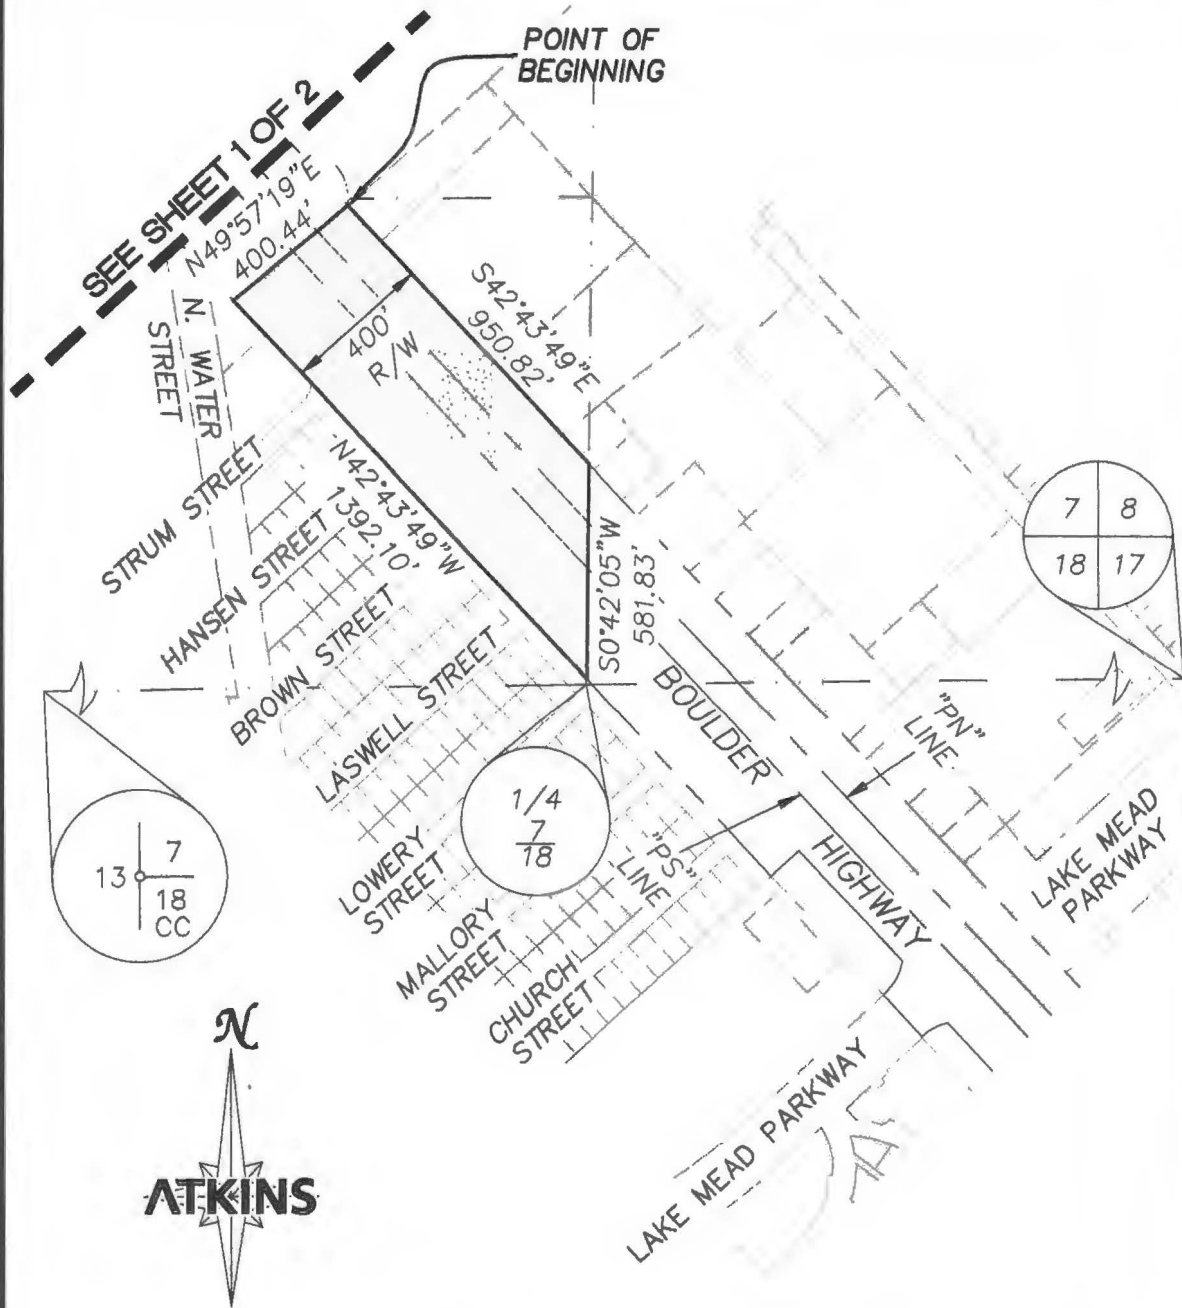 POINT OF
BEGINNING
SEE SHEET 1 OF 2
N49°57'19"E
400.44'
S42°43'49"E
950.82'
400'
R/W
N. WATER
STREET
N42°43'49"W
1392.10'
STRUM STREET
HANSEN STREET
BROWN STREET
LASWELL STREET
LOWERY
STREET
MALLORY
STREET
CHURCH
STREET
S0°42'05"W
581.83'
BOULDER
HIGHWAY
"PN"
LINE
"PS"
LINE
7 8
18 17
1/4
7
18
13
7
18
CC
LAKE MEAD
PARKWAY
LAKE MEAD PARKWAY
N
ATKINS